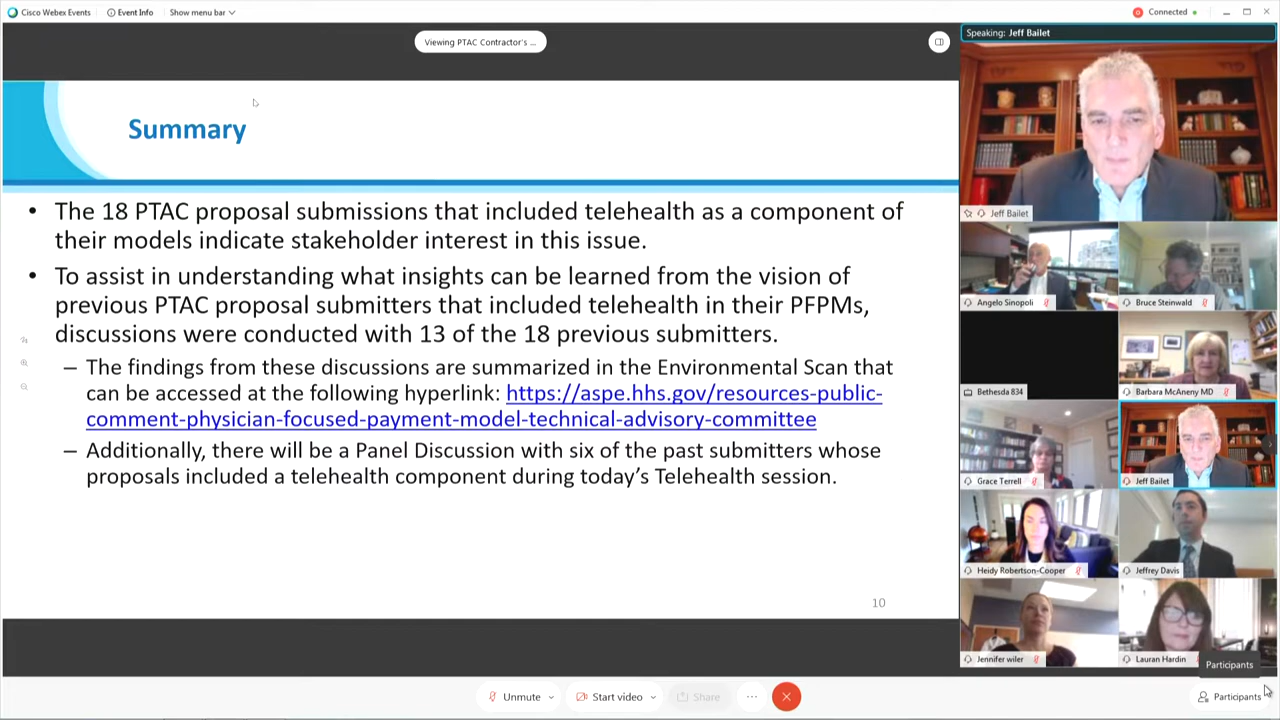 Cisco Webex Events
Event Info
Show menu bar
Connected
Viewing PTAC Contractor's ...
Speaking: Jeff Bailet
Summary
• The 18 PTAC proposal submissions that included telehealth as a component of
their models indicate stakeholder interest in this issue.
• To assist in understanding what insights can be learned from the vision of
previous PTAC proposal submitters that included telehealth in their PFPMs,
discussions were conducted with 13 of the 18 previous submitters.
– The findings from these discussions are summarized in the Environmental Scan that
can be accessed at the following hyperlink: https://aspe.hhs.gov/resources-public-
comment-physician-focused-payment-model-technical-advisory-committee
– Additionally, there will be a Panel Discussion with six of the past submitters whose
proposals included a telehealth component during today's Telehealth session.
10
Jeff Bailet
Angelo Sinopoli
Bruce Steinwald
Bethesda 834
Barbara McAneny MD
Grace Terrell
Jeff Bailet
Heidy Robertson-Cooper
Jeffrey Davis
Jennifer wiler
Lauran Hardin
Participants
Unmute
Start video
Share
...
Participants